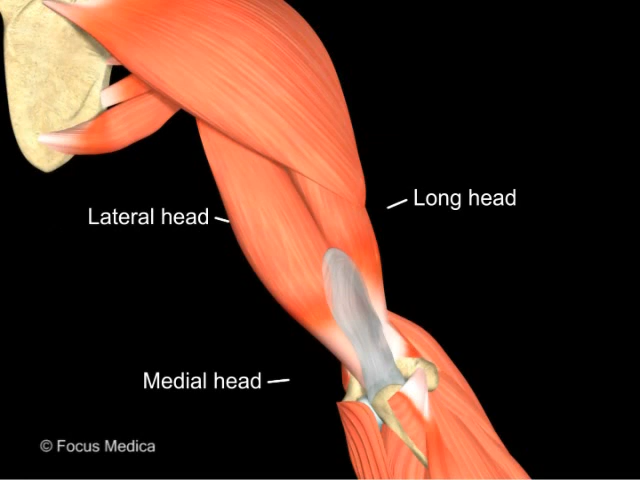 Long head
Lateral head
Medial head
© Focus Medica